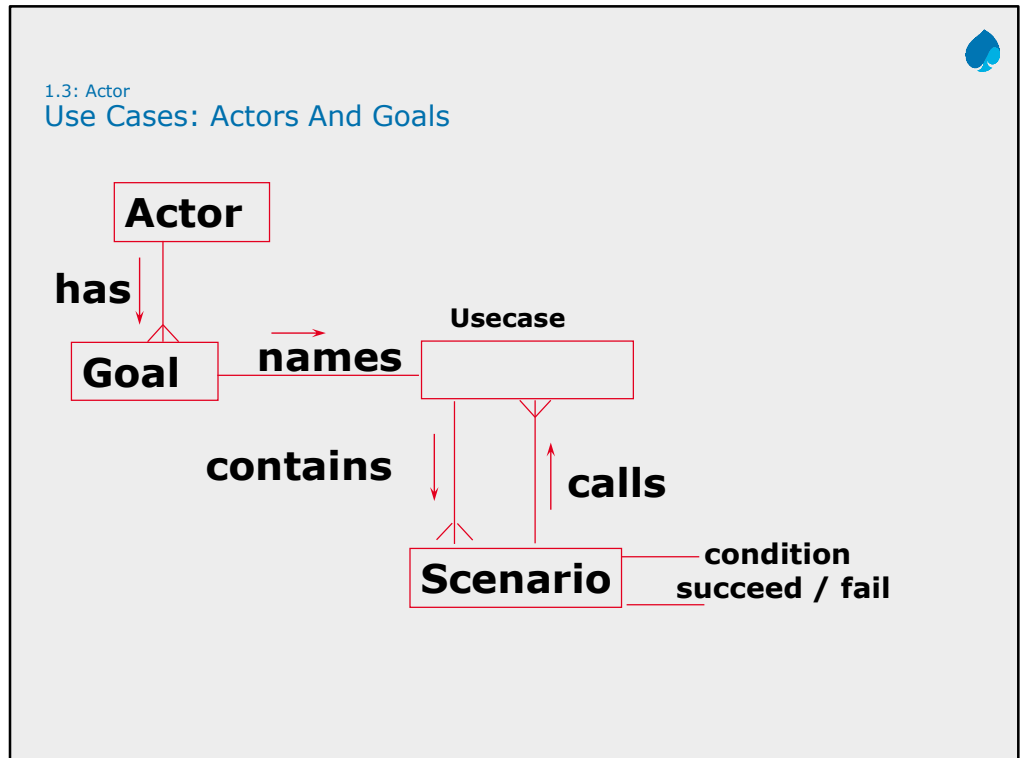 1.3: Actor
Use Cases: Actors And Goals
Actor
has
Goal
names
Usecase
contains
calls
Scenario
condition
succeed / fail